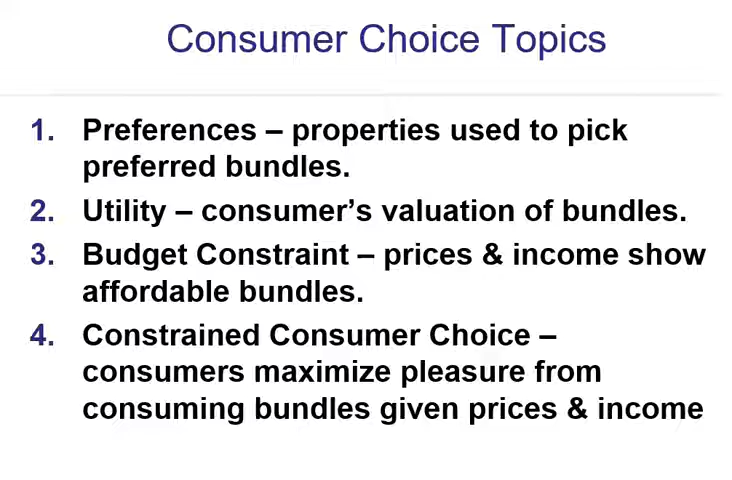 Consumer Choice Topics
1. Preferences – properties used to pick
preferred bundles.
2. Utility – consumer’s valuation of bundles.
3. Budget Constraint – prices & income show
affordable bundles.
4. Constrained Consumer Choice –
consumers maximize pleasure from
consuming bundles given prices & income